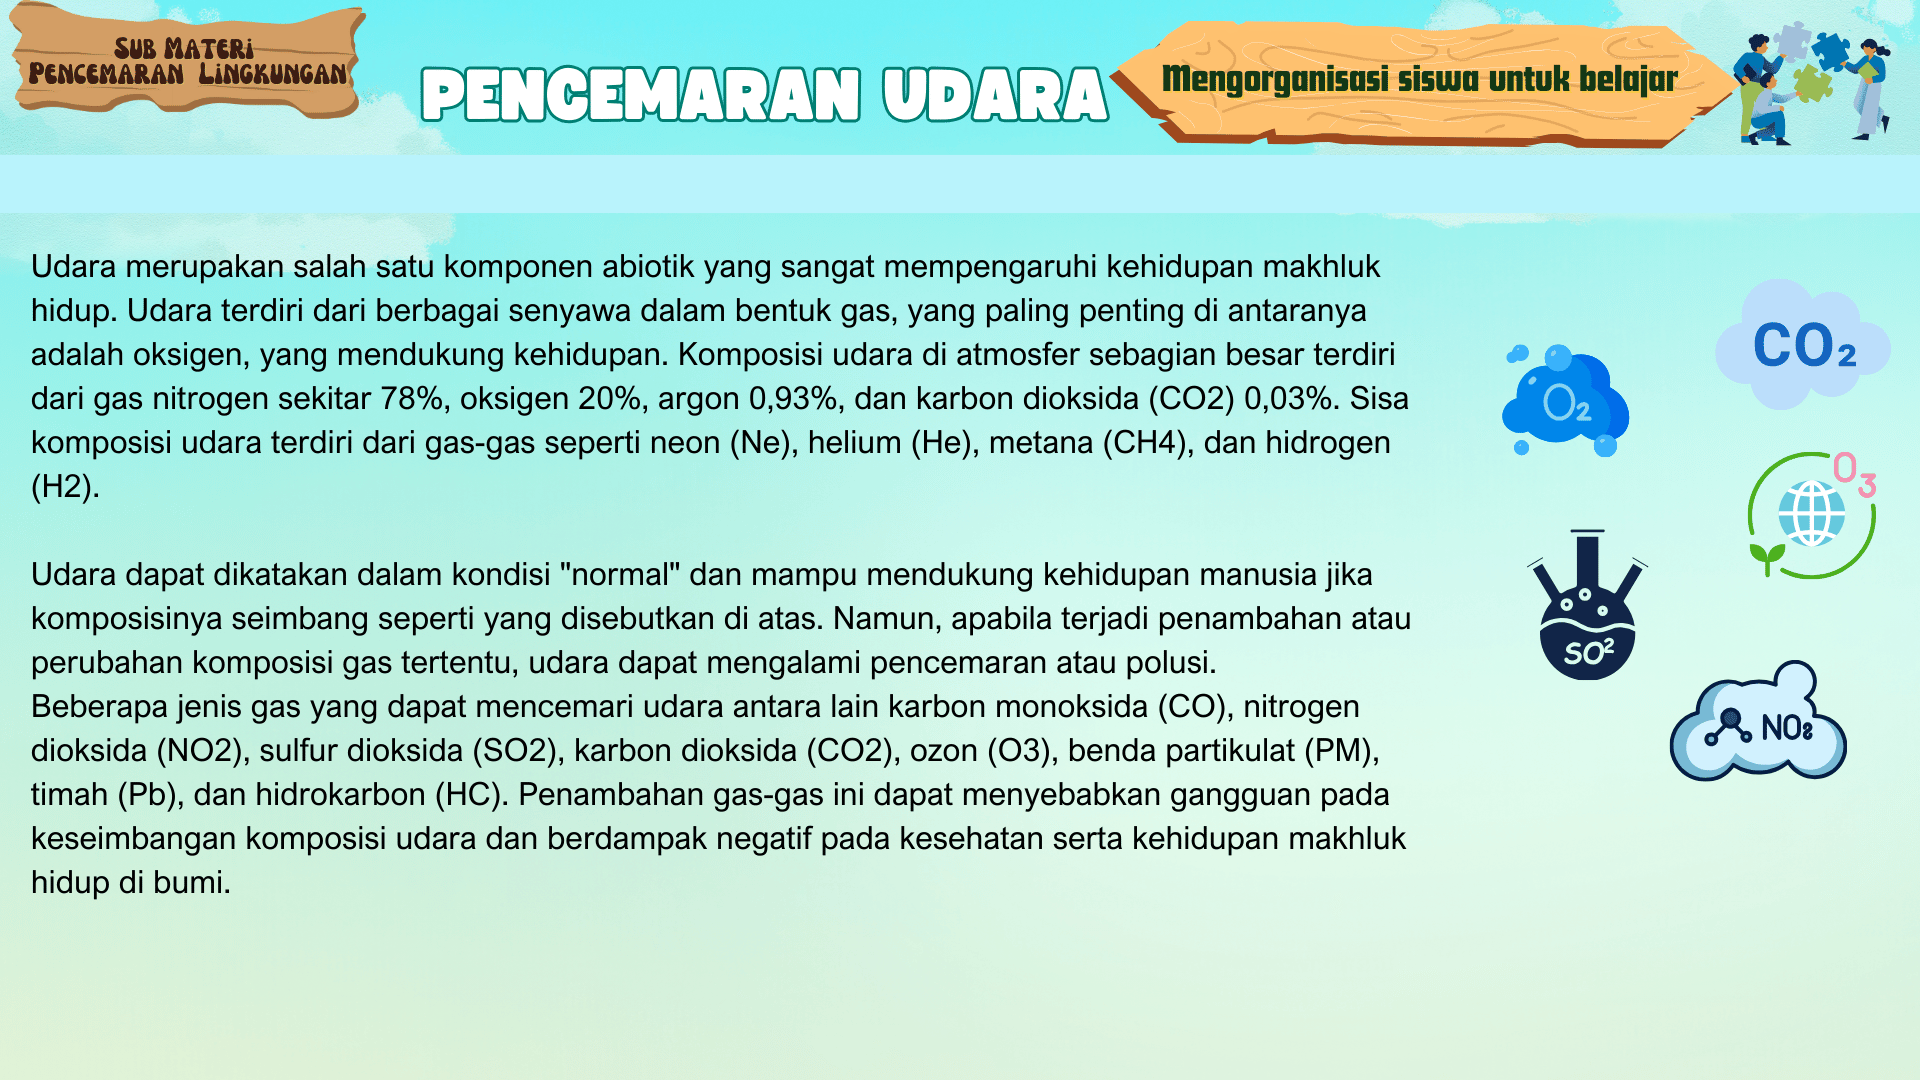 Sub Materi
Pencemaran Lingkungan
PENCEMARAN UDARA
Mengorganisasi siswa untuk belajar
Udara merupakan salah satu komponen abiotik yang sangat mempengaruhi kehidupan makhluk
hidup. Udara terdiri dari berbagai senyawa dalam bentuk gas, yang paling penting di antaranya
adalah oksigen, yang mendukung kehidupan. Komposisi udara di atmosfer sebagian besar terdiri
dari gas nitrogen sekitar 78%, oksigen 20%, argon 0,93%, dan karbon dioksida (CO2) 0,03%. Sisa
komposisi udara terdiri dari gas-gas seperti neon (Ne), helium (He), metana (CH4), dan hidrogen
(H2).
Udara dapat dikatakan dalam kondisi "normal" dan mampu mendukung kehidupan manusia jika
komposisinya seimbang seperti yang disebutkan di atas. Namun, apabila terjadi penambahan atau
perubahan komposisi gas tertentu, udara dapat mengalami pencemaran atau polusi.
Beberapa jenis gas yang dapat mencemari udara antara lain karbon monoksida (CO), nitrogen
dioksida (NO2), sulfur dioksida (SO2), karbon dioksida (CO2), ozon (O3), benda partikulat (PM),
timah (Pb), dan hidrokarbon (HC). Penambahan gas-gas ini dapat menyebabkan gangguan pada
keseimbangan komposisi udara dan berdampak negatif pada kesehatan serta kehidupan makhluk
hidup di bumi.
CO₂
O₂
O₃
SO²
NO₂